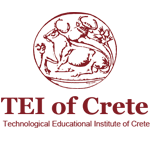 TEI of Crete
Technological Educational Institute of Crete